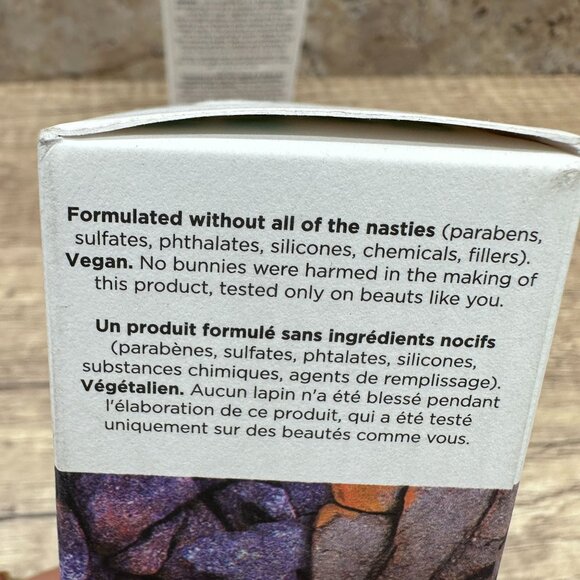 Formulated without all of the nasties (parabens,
sulfates, phthalates, silicones, chemicals, fillers).
Vegan. No bunnies were harmed in the making of
this product, tested only on beauts like you.
Un produit formulé sans ingrédients nocifs
(parabènes, sulfates, phtalates, silicones,
substances chimiques, agents de remplissage).
Végétalien. Aucun lapin n'a été blessé pendant
l'élaboration de ce produit, qui a été testé
uniquement sur des beautés comme vous.